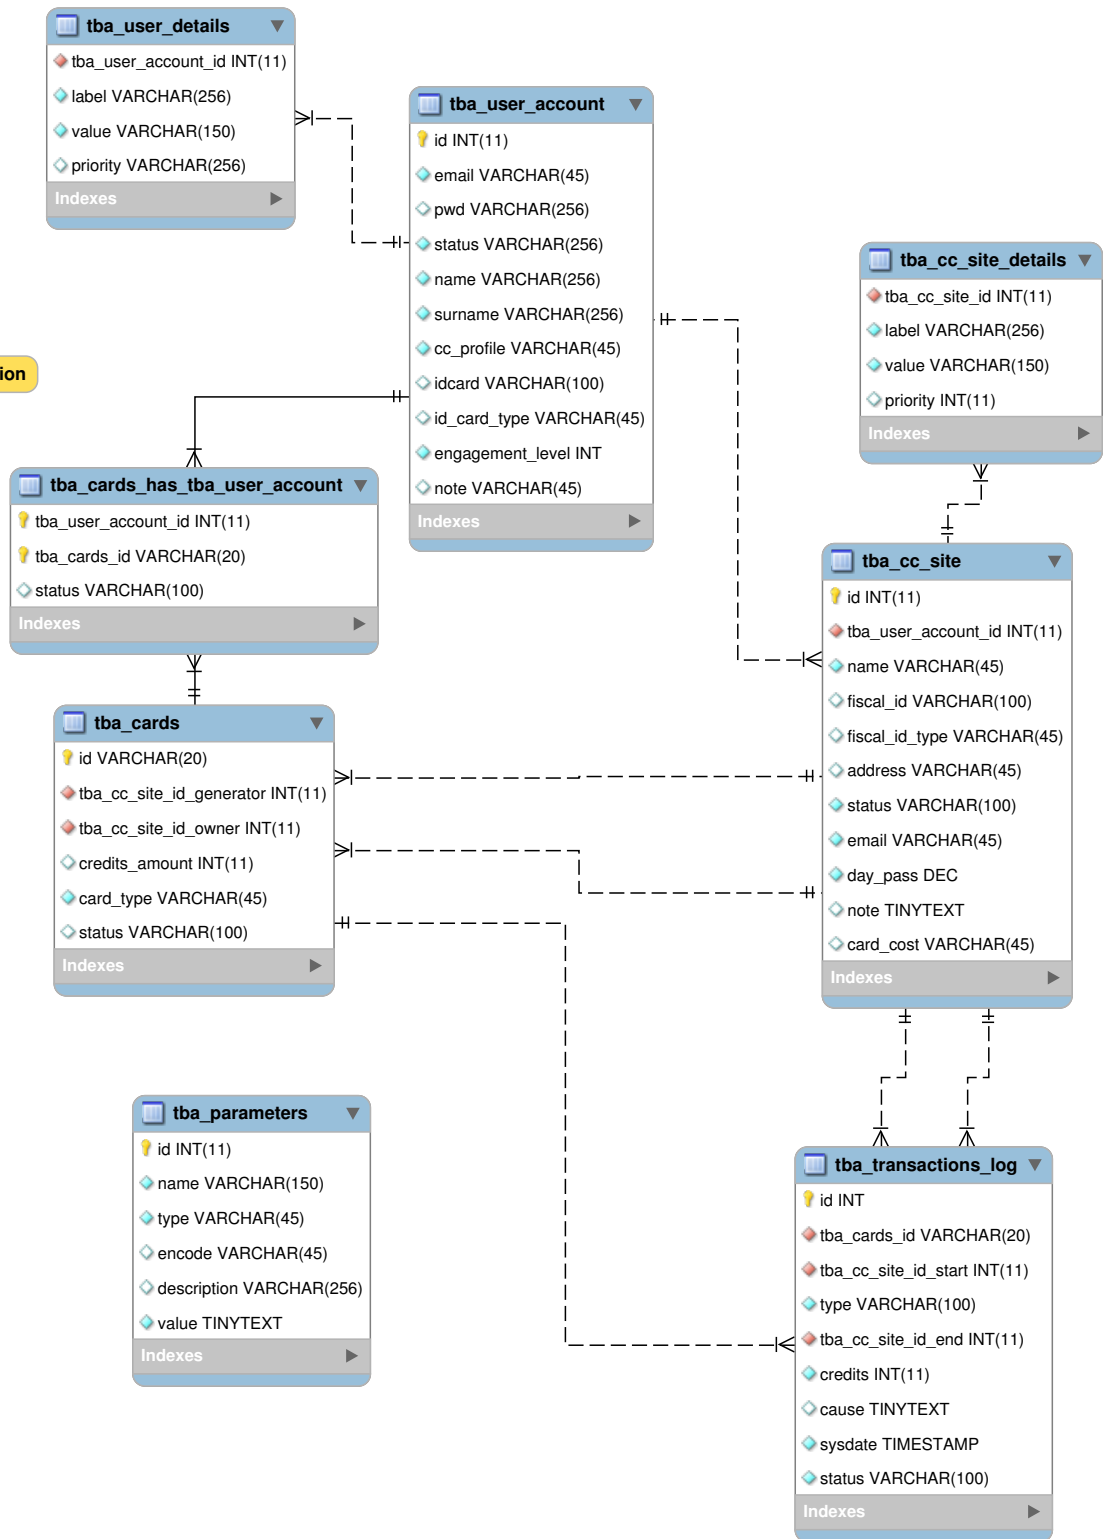 tba_user_details
tba_user_account_id INT(11)
label VARCHAR(256)
value VARCHAR(150)
priority VARCHAR(256)
Indexes
tba_user_account
id INT(11)
email VARCHAR(45)
pwd VARCHAR(256)
status VARCHAR(256)
name VARCHAR(256)
surname VARCHAR(256)
cc_profile VARCHAR(45)
idcard VARCHAR(100)
id_card_type VARCHAR(45)
engagement_level INT
note VARCHAR(45)
Indexes
tba_cc_site_details
tba_cc_site_id INT(11)
label VARCHAR(256)
value VARCHAR(150)
priority INT(11)
Indexes
ion
tba_cards_has_tba_user_account
tba_user_account_id INT(11)
tba_cards_id VARCHAR(20)
status VARCHAR(100)
Indexes
tba_cc_site
id INT(11)
tba_user_account_id INT(11)
name VARCHAR(45)
fiscal_id VARCHAR(100)
fiscal_id_type VARCHAR(45)
address VARCHAR(45)
status VARCHAR(100)
email VARCHAR(45)
day_pass DEC
note TINYTEXT
card_cost VARCHAR(45)
Indexes
tba_cards
id VARCHAR(20)
tba_cc_site_id_generator INT(11)
tba_cc_site_id_owner INT(11)
credits_amount INT(11)
card_type VARCHAR(45)
status VARCHAR(100)
Indexes
tba_parameters
id INT(11)
name VARCHAR(150)
type VARCHAR(45)
encode VARCHAR(45)
description VARCHAR(256)
value TINYTEXT
Indexes
tba_transactions_log
id INT
tba_cards_id VARCHAR(20)
tba_cc_site_id_start INT(11)
type VARCHAR(100)
tba_cc_site_id_end INT(11)
credits INT(11)
cause TINYTEXT
sysdate TIMESTAMP
status VARCHAR(100)
Indexes